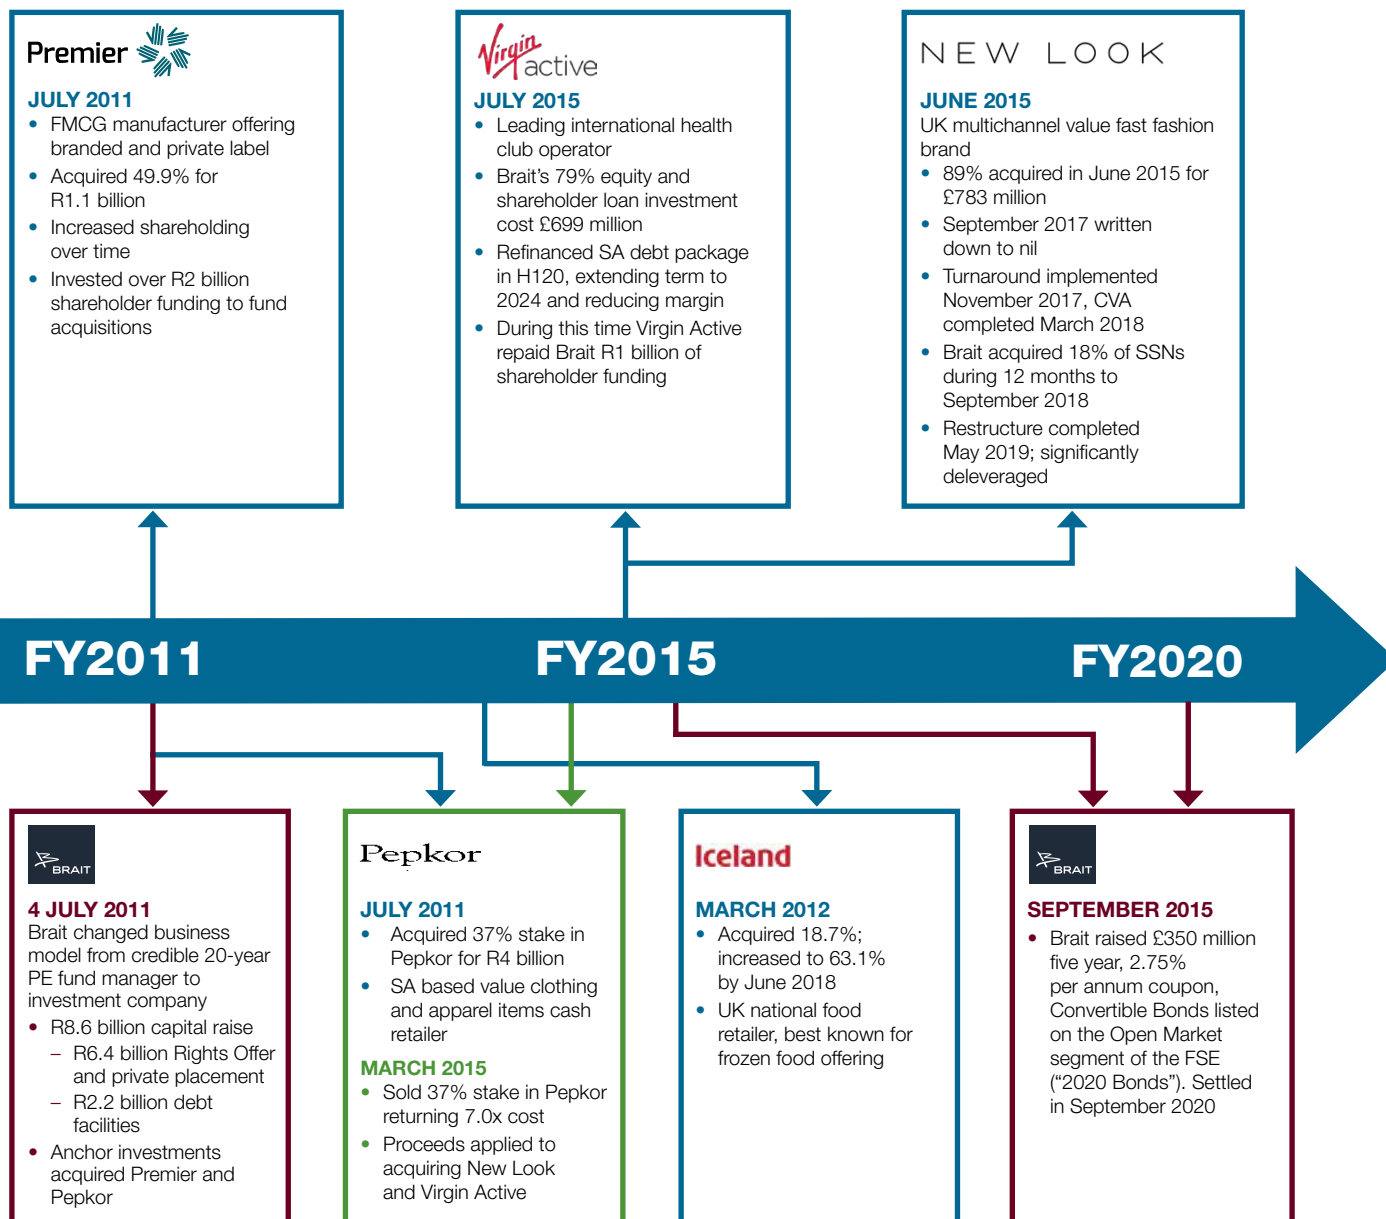 Premier
JULY 2011
• FMCG manufacturer offering
branded and private label
• Acquired 49.9% for
R1.1 billion
• Increased shareholding
over time
• Invested over R2 billion
shareholder funding to fund
acquisitions
Virgin
active
JULY 2015
• Leading international health
club operator
• Brait’s 79% equity and
shareholder loan investment
cost £699 million
• Refinanced SA debt package
in H120, extending term to
2024 and reducing margin
• During this time Virgin Active
repaid Brait R1 billion of
shareholder funding
NEW LOOK
JUNE 2015
UK multichannel value fast fashion
brand
• 89% acquired in June 2015 for
£783 million
• September 2017 written
down to nil
• Turnaround implemented
November 2017, CVA
completed March 2018
• Brait acquired 18% of SSNs
during 12 months to
September 2018
• Restructure completed
May 2019; significantly
deleveraged
FY2011
FY2015
FY2020
BRAIT
4 JULY 2011
Brait changed business
model from credible 20-year
PE fund manager to
investment company
• R8.6 billion capital raise
– R6.4 billion Rights Offer
and private placement
– R2.2 billion debt
facilities
• Anchor investments
acquired Premier and
Pepkor
Pepkor
JULY 2011
• Acquired 37% stake in
Pepkor for R4 billion
• SA based value clothing
and apparel items cash
retailer
MARCH 2015
• Sold 37% stake in Pepkor
returning 7.0x cost
• Proceeds applied to
acquiring New Look
and Virgin Active
Iceland
MARCH 2012
• Acquired 18.7%;
increased to 63.1%
by June 2018
• UK national food
retailer, best known for
frozen food offering
BRAIT
SEPTEMBER 2015
• Brait raised £350 million
five year, 2.75%
per annum coupon,
Convertible Bonds listed
on the Open Market
segment of the FSE
(“2020 Bonds”). Settled
in September 2020